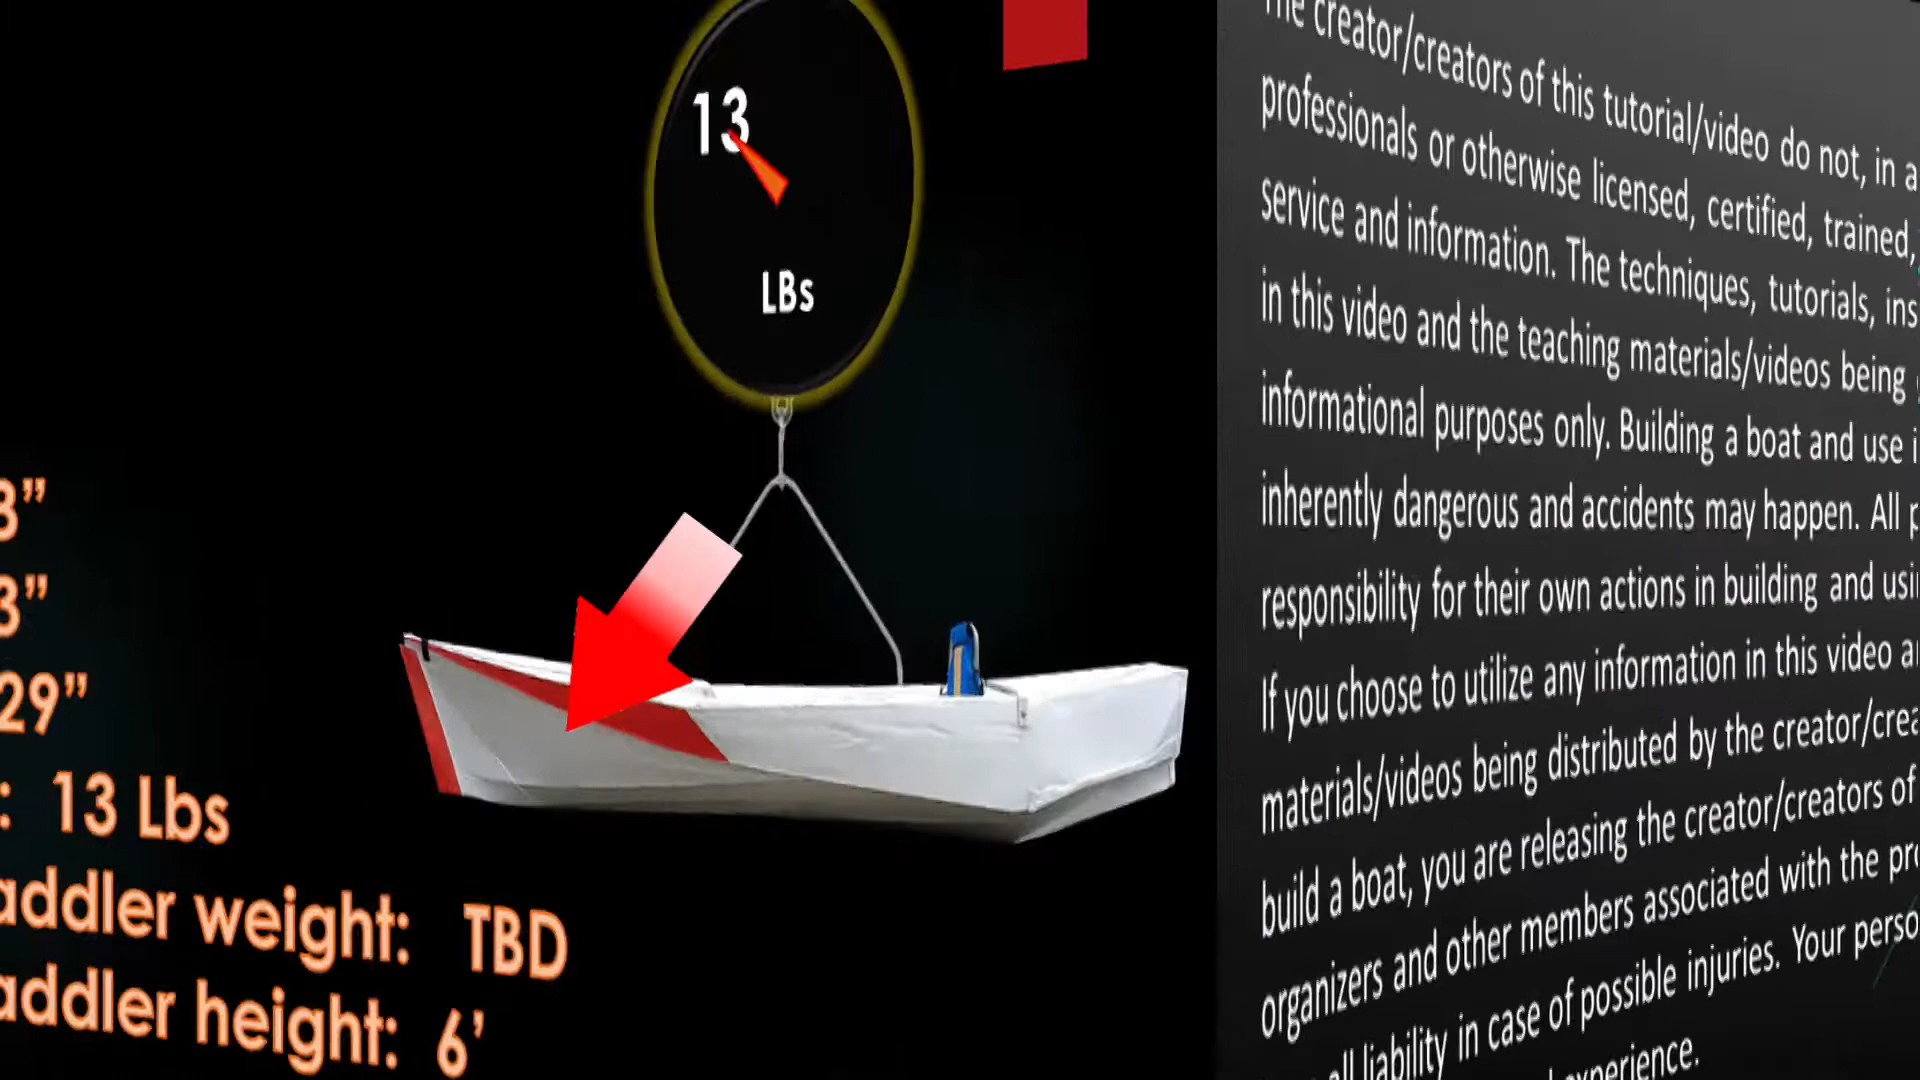 13
LBs
3”
29”
: 13 Lbs
addler weight: TBD
addler height: 6’
The creator/creators of this tutorial/video do not, in a
professionals or otherwise licensed, certified, trained,
service and information. The techniques, tutorials, ins
in this video and the teaching materials/videos being
informational purposes only. Building a boat and use i
inherently dangerous and accidents may happen. All p
responsibility for their own actions in building and usi
If you choose to utilize any information in this video a
materials/videos being distributed by the creator/crea
build a boat, you are releasing the creator/creators of
organizers and other members associated with the pro
all liability in case of possible injuries. Your perso
experience.